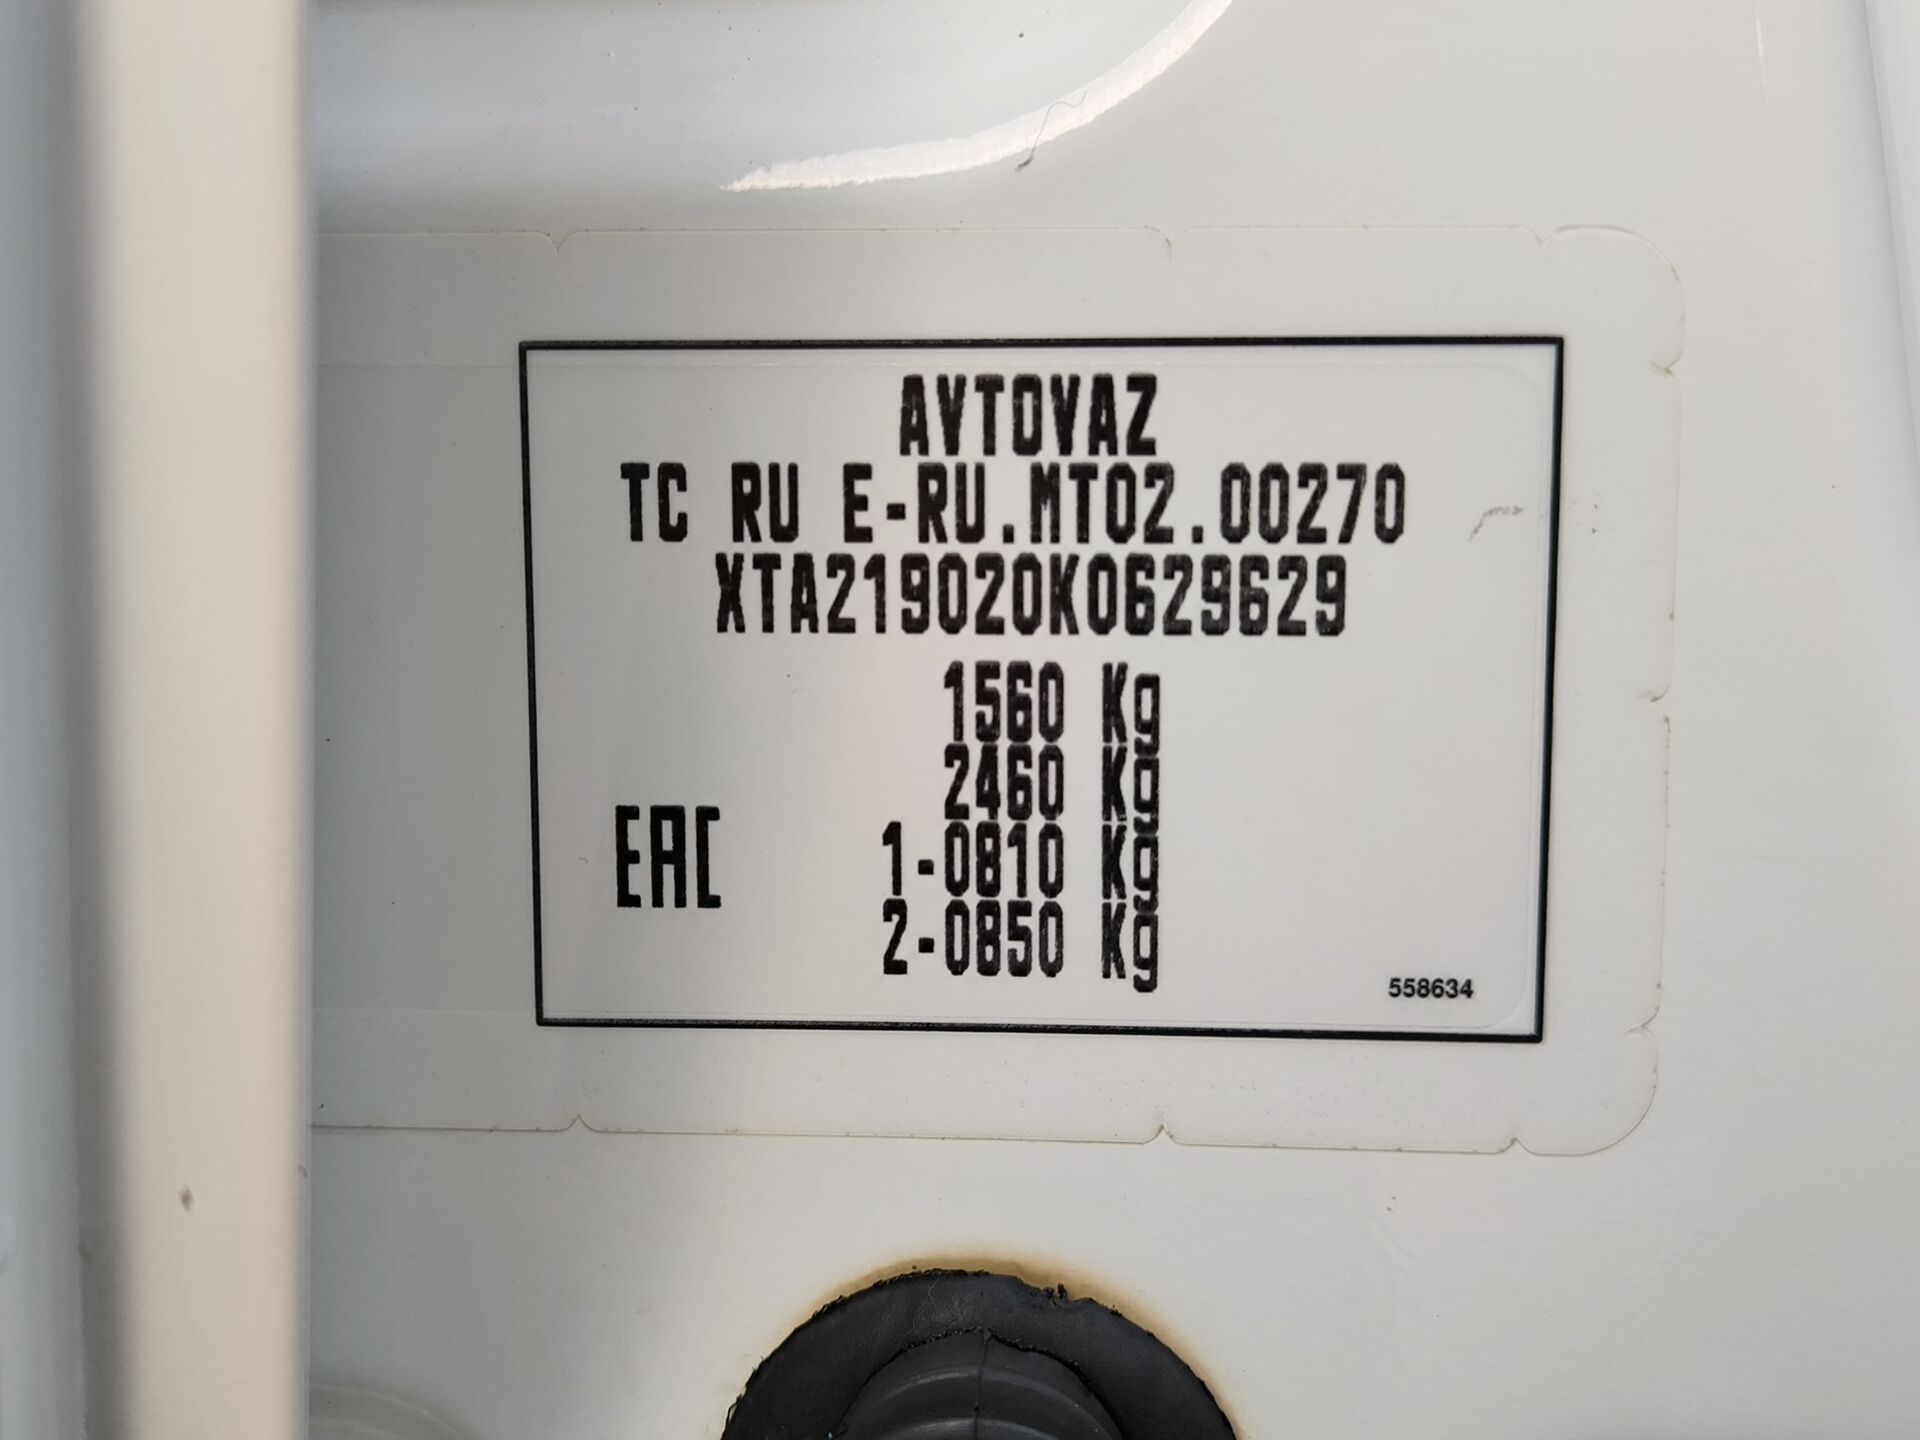 AVTOVAZ
TC RU E-RU.MT02.00270
XTA219020K0629629
1560 Kg
2460 Kg
1-0810 Kg
2-0850 Kg
EAC
558634